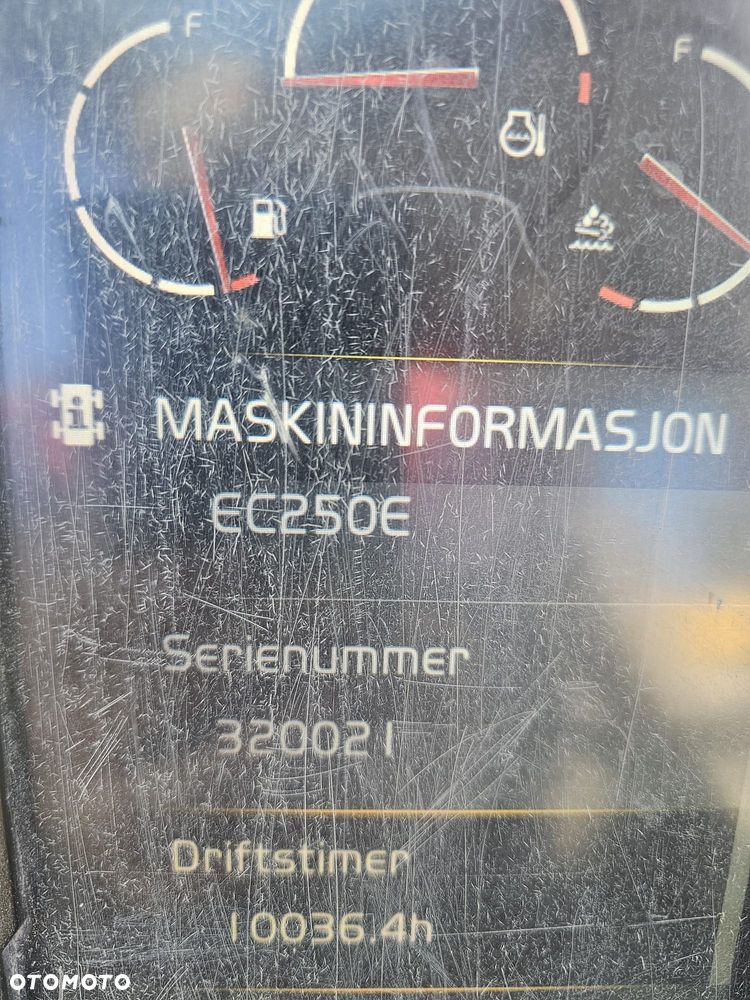 F
F
MASKININFORMASJON
EC250E
Serienummer
320021
Driftstimer
10036.4h
OTOMOTO